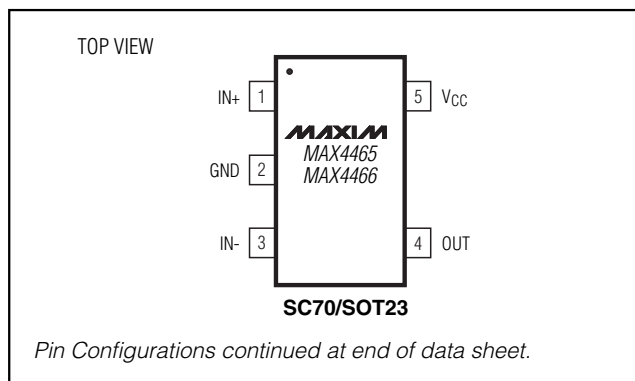 TOP VIEW
IN+ 1
5 VCC
MAXIM
MAX4465
MAX4466
GND 2
IN- 3
4 OUT
SC70/SOT23
Pin Configurations continued at end of data sheet.